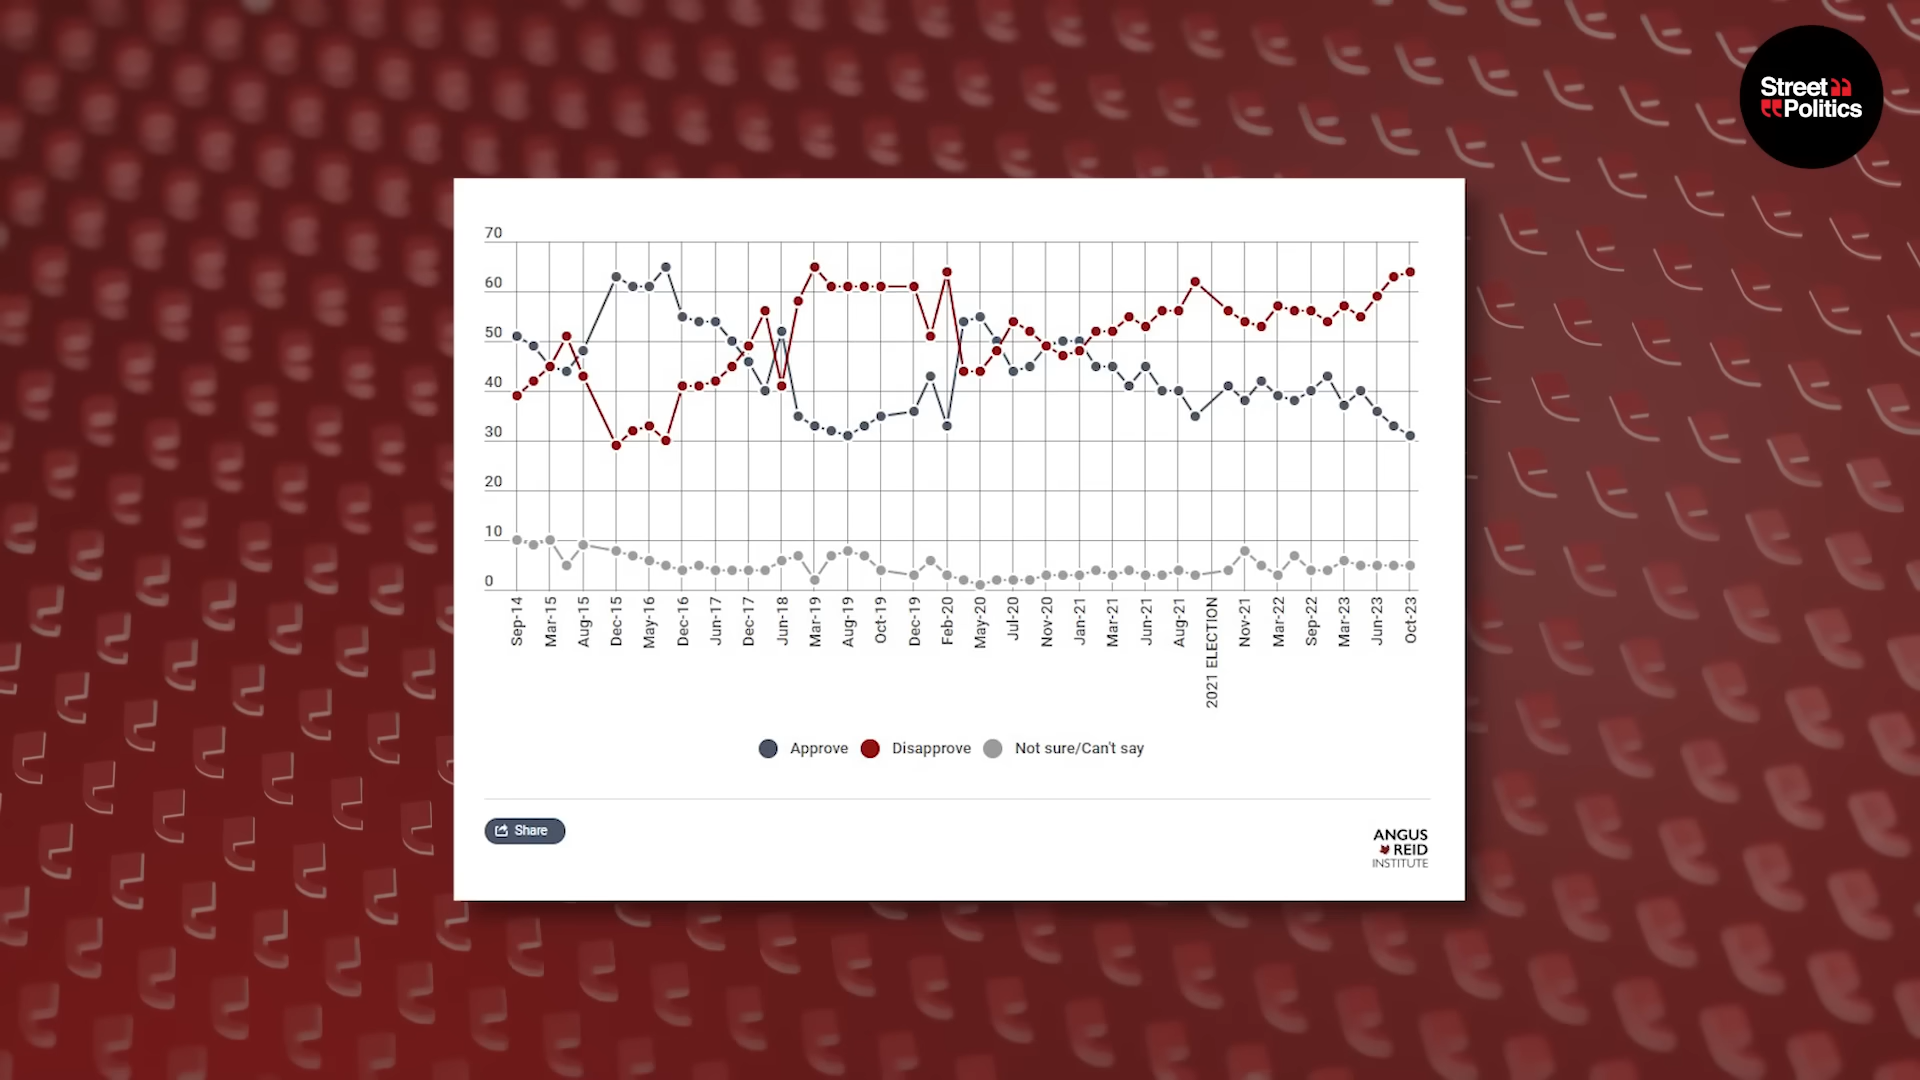 Street
Politics
70
60
50
40
30
20
10
0
Sep-14
Mar-15
Aug-15
Dec-15
May-16
Dec-16
Jun-17
Dec-17
Jun-18
Mar-19
Aug-19
Oct-19
Dec-19
Feb-20
May-20
Jul-20
Nov-20
Jan-21
Mar-21
Jun-21
Aug-21
2021 ELECTION
Nov-21
Mar-22
Sep-22
Mar-23
Jun-23
Oct-23
Approve Disapprove Not sure/Can't say
Share
ANGUS
REID
INSTITUTE